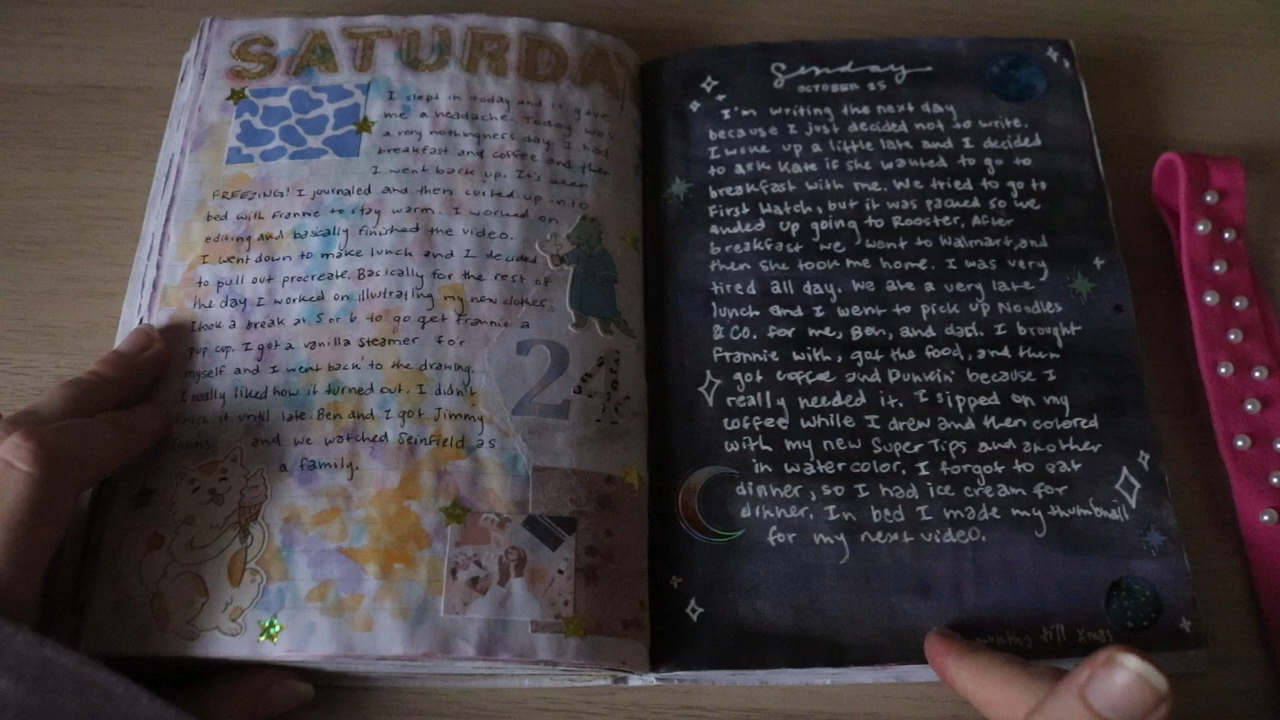 SATURDA
I slept in today and it gave
me a headache. Today was
a very nothingness day. I had
breakfast and coffee and then
I went back up. It's been
FREEZING! I journaled and then cozied up into
bed with Frannie to stay warm. I worked on
editing and basically finished the video.
I went down to make lunch and I decided
to pull out procreate. Basically for the rest of
the day I worked on illustrating my new clothes.
I took a break at 5 or 6 to go get Frannie a
pup cup. I got a vanilla steamer for
myself and I went back to the drawing.
I really liked how it turned out. I didn't
it until late. Ben and I got Jimmy
and we watched Seinfield as
a family.
24
Sunday
OCTOBER 25
I'm writing the next day
because I just decided not to write.
I woke up a little late and I decided
to ask Kate if she wanted to go to
breakfast with me. We tried to go to
First Watch, but it was packed so we
ended up going to Rooster. After
breakfast we went to Walmart, and
then she took me home. I was very
tired all day. We ate a very late
lunch and I went to pick up Noodles
& CO. for me, Ben, and dad. I brought
Frannie with, got the food, and then
got coffee and Dunkin' because I
really needed it. I sipped on my
coffee while I drew and then colored
with my new Super Tips and another
in watercolor. I forgot to eat
dinner, so I had ice cream for
dinner. In bed I made my thumbnail
for my next video.